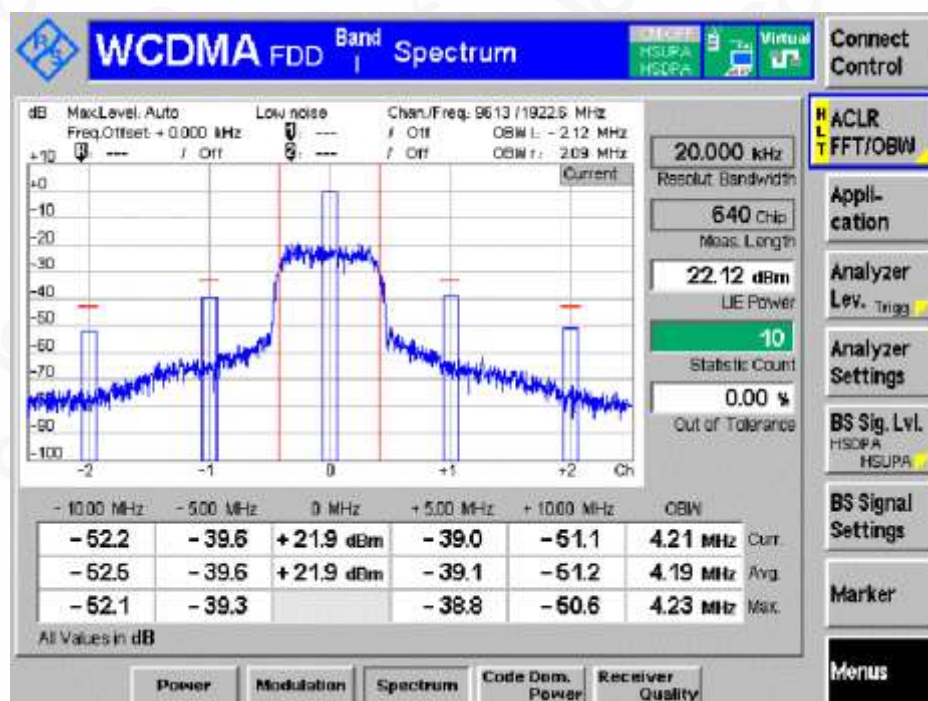 R S WCDMA FDD Band I Spectrum
HSUPA
HSDPA
Virtual
Connect Control
dB Max.Level: Auto Low noise Chan./Freq.: 9613 / 1922.6 MHz
Freq.Offset: + 0.000 kHz 1: --- / Off OBW l: - 2.12 MHz
R: --- / Off 2: --- / Off OBW r: 2.09 MHz
Current
+10
+0
-10
-20
-30
-40
-50
-60
-70
-90
-100
-2 -1 0 +1 +2 Ch
20.000 kHz
Resolut. Bandwidth
640 Chip
Meas. Length
22.12 dBm
UE Power
10
Statistic Count
0.00 %
Out of Tolerance
HLT
ACLR
FFT/OBW
Appli-
cation
Analyzer
Lev. Trigg
Analyzer
Settings
BS Sig. Lvl.
HSDPA
HSUPA
BS Signal
Settings
Marker
Menus
- 10.00 MHz - 5.00 MHz 0 MHz + 5.00 MHz + 10.00 MHz OBW
- 52.2 - 39.6 + 21.9 dBm - 39.0 - 51.1 4.21 MHz Curr.
- 52.5 - 39.6 + 21.9 dBm - 39.1 - 51.2 4.19 MHz Avg.
- 52.1 - 39.3 - 38.8 - 50.6 4.23 MHz Max.
All Values in dB
Power Modulation Spectrum Code Dom. Power Receiver Quality